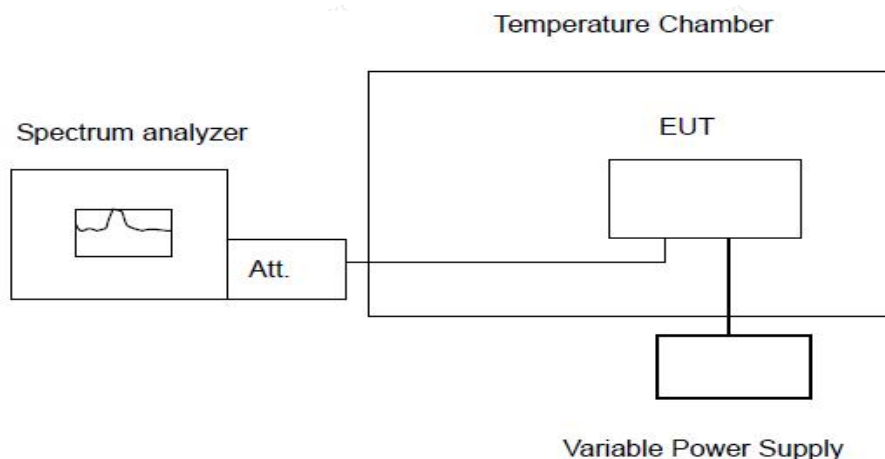 Temperature Chamber
Spectrum analyzer
EUT
Att.
Variable Power Supply